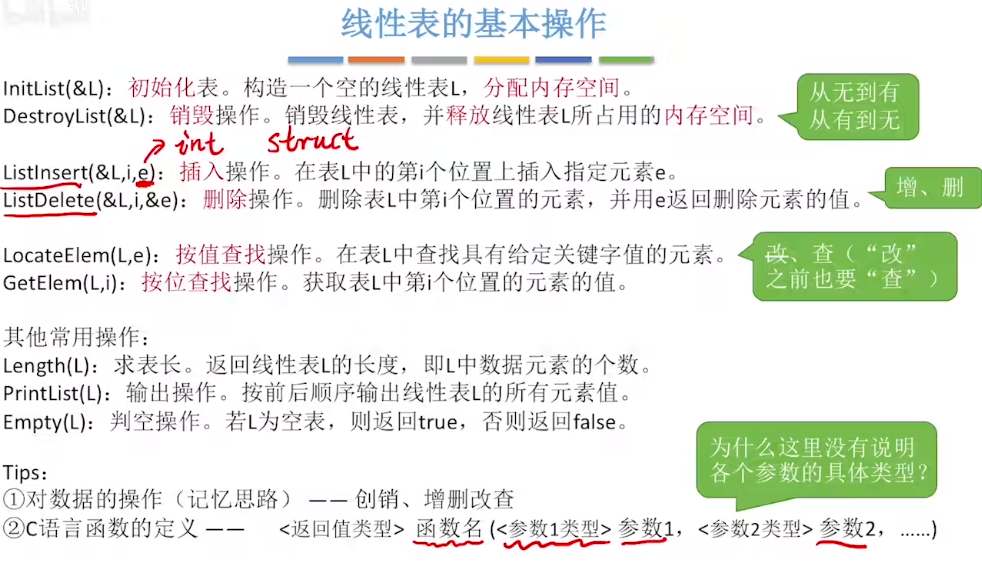 线性表的基本操作
InitList(&L)：初始化表。构造一个空的线性表L，分配内存空间。
DestroyList(&L)：销毁操作。销毁线性表，并释放线性表L所占用的内存空间。
从无到有
从有到无
int struct
ListInsert(&L,i,e)：插入操作。在表L中的第i个位置上插入指定元素e。
ListDelete(&L,i,&e)：删除操作。删除表L中第i个位置的元素，并用e返回删除元素的值。
增、删
LocateElem(L,e)：按值查找操作。在表L中查找具有给定关键字值的元素。
GetElem(L,i)：按位查找操作。获取表L中第i个位置的元素的值。
改、查（“改”
之前也要“查”）
其他常用操作：
Length(L)：求表长。返回线性表L的长度，即L中数据元素的个数。
PrintList(L)：输出操作。按前后顺序输出线性表L的所有元素值。
Empty(L)：判空操作。若L为空表，则返回true，否则返回false。
为什么这里没有说明
各个参数的具体类型？
Tips：
①对数据的操作（记忆思路） —— 创销、增删改查
②C语言函数的定义 —— <返回值类型> 函数名 (<参数1类型> 参数1，<参数2类型> 参数2，……)